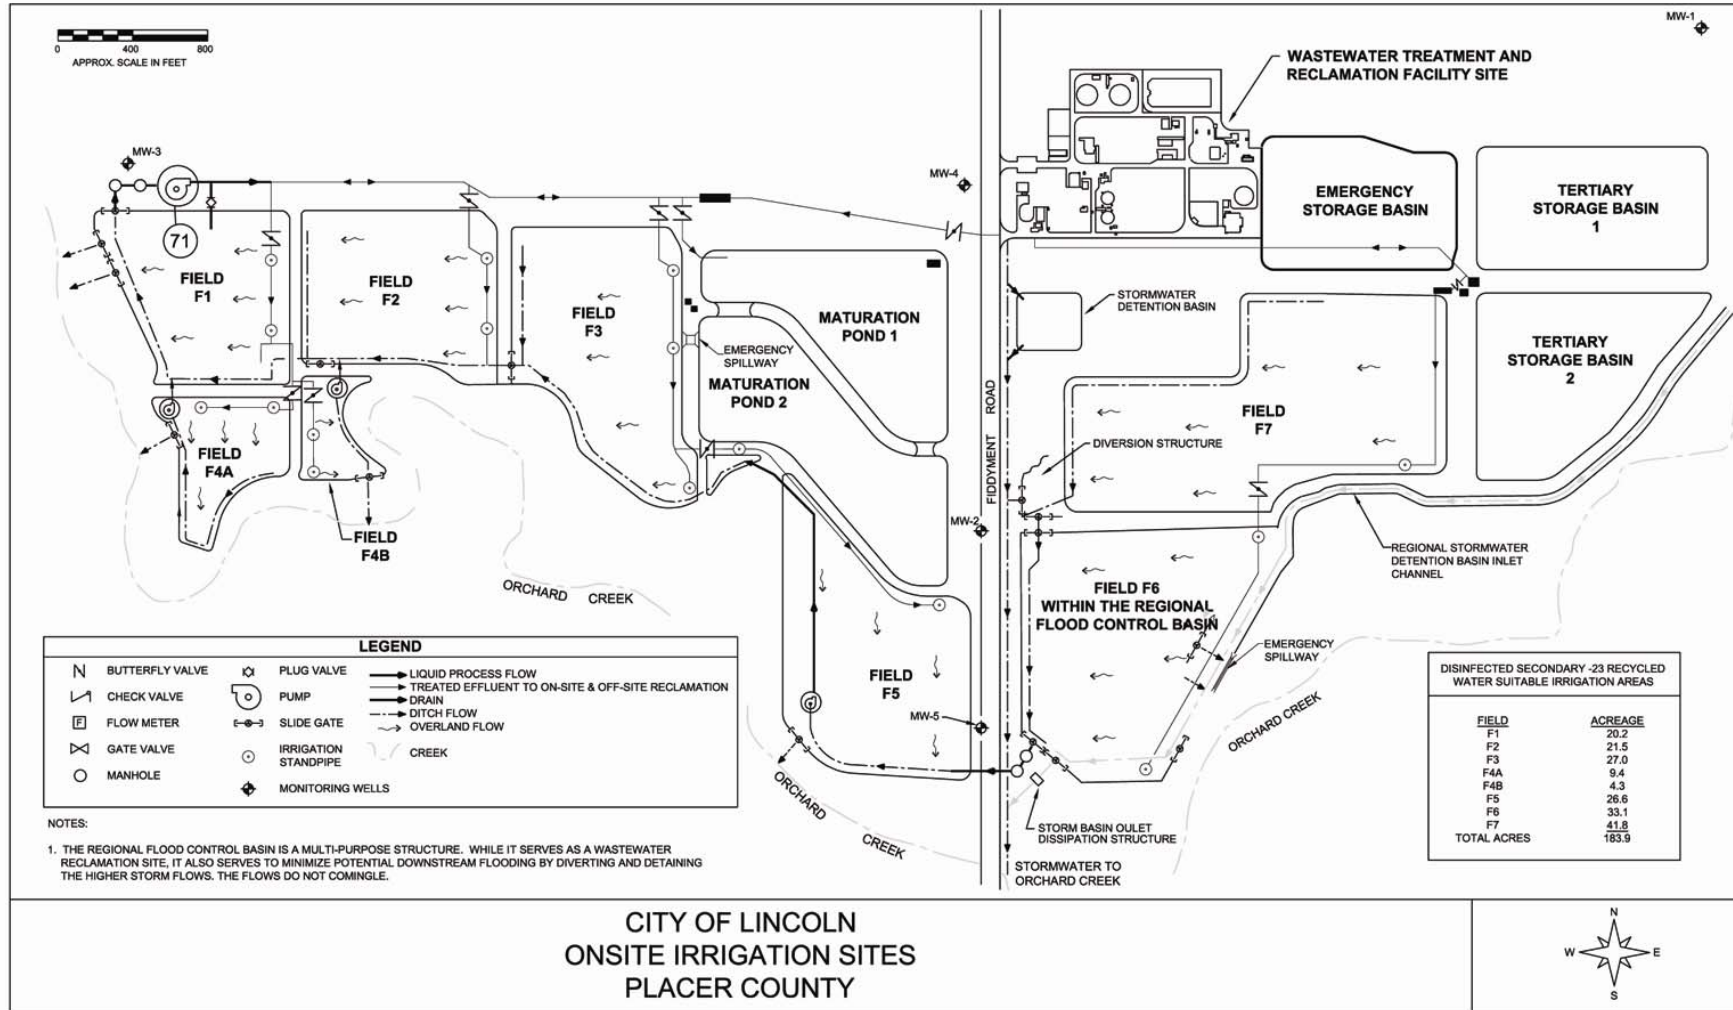 MW-1
0 400 800
APPROX. SCALE IN FEET
WASTEWATER TREATMENT AND
RECLAMATION FACILITY SITE
MW-3
MW-4
71
EMERGENCY
STORAGE BASIN
TERTIARY
STORAGE BASIN
1
FIELD
F1
FIELD
F2
FIELD
F3
MATURATION
POND 1
EMERGENCY
SPILLWAY
MATURATION
POND 2
STORMWATER
DETENTION BASIN
TERTIARY
STORAGE BASIN
2
FIDDYMENT ROAD
FIELD
F7
DIVERSION STRUCTURE
FIELD
F4A
FIELD
F4B
MW-2
REGIONAL STORMWATER
DETENTION BASIN INLET
CHANNEL
ORCHARD CREEK
FIELD F6
WITHIN THE REGIONAL
FLOOD CONTROL BASIN
EMERGENCY
SPILLWAY
FIELD
F5
MW-5
ORCHARD CREEK
ORCHARD
CREEK
STORM BASIN OULET
DISSIPATION STRUCTURE
STORMWATER TO
ORCHARD CREEK
LEGEND
N BUTTERFLY VALVE
CHECK VALVE
F FLOW METER
GATE VALVE
MANHOLE
PLUG VALVE
PUMP
SLIDE GATE
IRRIGATION
STANDPIPE
MONITORING WELLS
LIQUID PROCESS FLOW
TREATED EFFLUENT TO ON-SITE & OFF-SITE RECLAMATION
DRAIN
DITCH FLOW
OVERLAND FLOW
CREEK
DISINFECTED SECONDARY -23 RECYCLED
WATER SUITABLE IRRIGATION AREAS
FIELD ACREAGE
F1 20.2
F2 21.5
F3 27.0
F4A 9.4
F4B 4.3
F5 26.6
F6 33.1
F7 41.8
TOTAL ACRES 183.9
NOTES:
1. THE REGIONAL FLOOD CONTROL BASIN IS A MULTI-PURPOSE STRUCTURE. WHILE IT SERVES AS A WASTEWATER
RECLAMATION SITE, IT ALSO SERVES TO MINIMIZE POTENTIAL DOWNSTREAM FLOODING BY DIVERTING AND DETAINING
THE HIGHER STORM FLOWS. THE FLOWS DO NOT COMINGLE.
CITY OF LINCOLN
ONSITE IRRIGATION SITES
PLACER COUNTY
N
W E
S